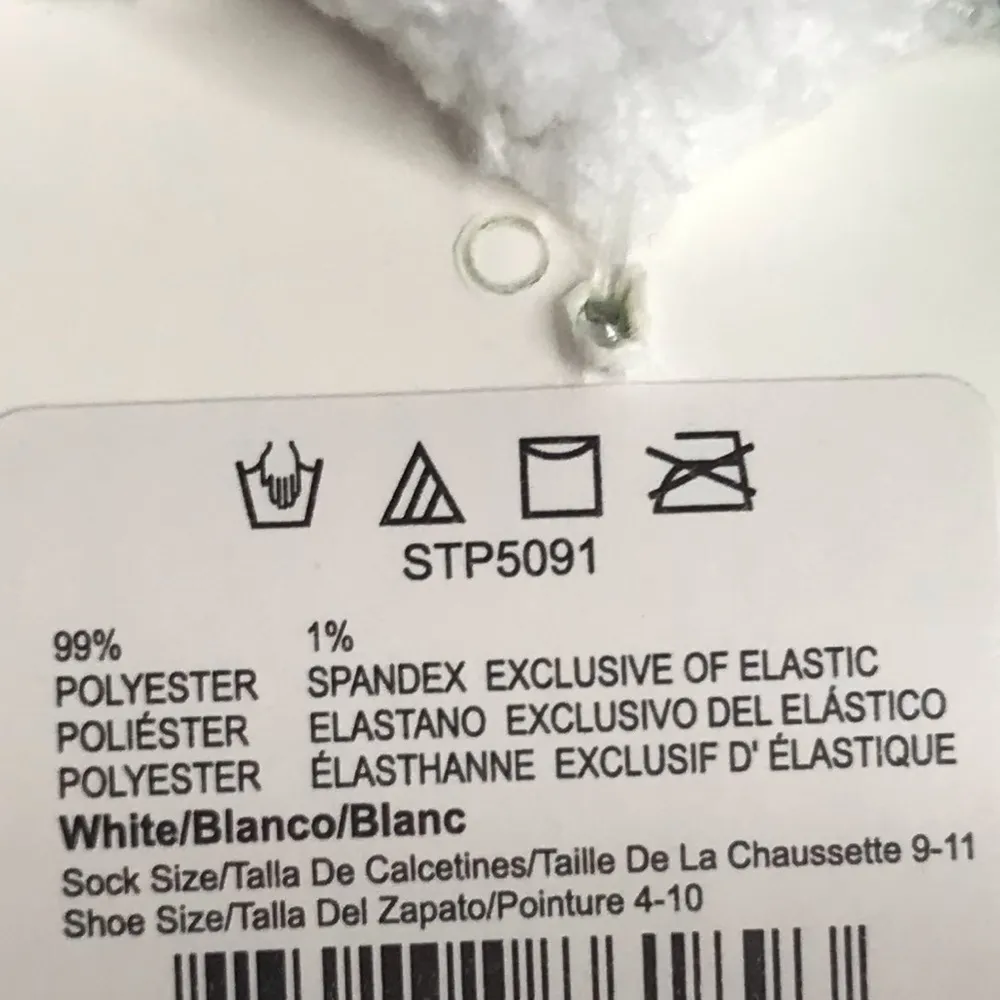 STP5091
99% 1%
POLYESTER SPANDEX EXCLUSIVE OF ELASTIC
POLIÉSTER ELASTANO EXCLUSIVO DEL ELÁSTICO
POLYESTER ÉLASTHANNE EXCLUSIF D' ÉLASTIQUE
White/Blanco/Blanc
Sock Size/Talla De Calcetines/Taille De La Chaussette 9-11
Shoe Size/Talla Del Zapato/Pointure 4-10